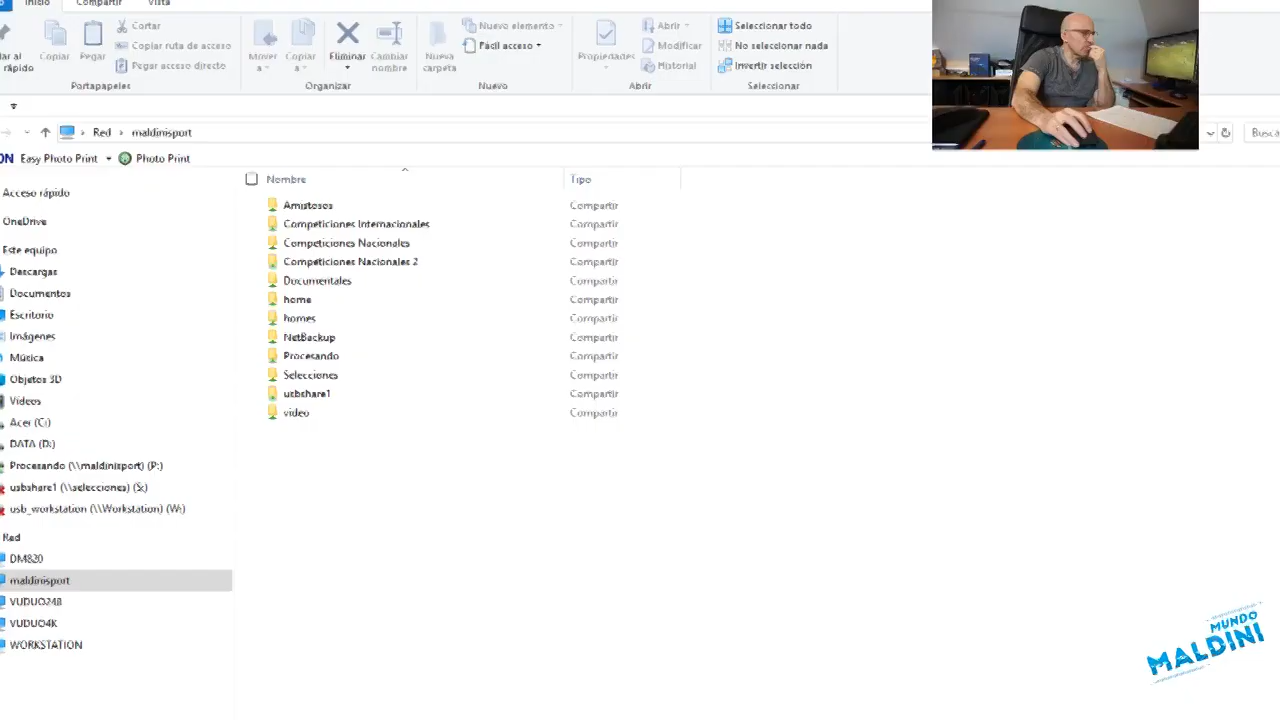 Inicio Compartir Vista
Cortar
Copiar ruta de acceso
Pegar acceso directo
rápido
Copiar
Pegar
Portapapeles
Mover
a
Copiar
a
Eliminar
Cambiar
nombre
Organizar
Nueva
carpeta
Nuevo elemento
Fácil acceso
Nuevo
Propiedades
Abrir
Modificar
Historial
Abrir
Seleccionar todo
No seleccionar nada
Invertir selección
Seleccionar
Red maldinisport
Easy Photo Print Photo Print
Nombre Tipo
Acceso rápido
OneDrive
Este equipo
Descargas
Documentos
Escritorio
Imágenes
Música
Objetos 3D
Vídeos
Acer (C:)
DATA (D:)
Procesando (\\maldinisport) (P:)
usbshare1 (\\selecciones) (S:)
usb_workstation (\\Workstation) (W:)
Red
DM820
maldinisport
VUDUO4K
WORKSTATION
Amistosos Compartir
Competiciones Internacionales Compartir
Competiciones Nacionales Compartir
Competiciones Nacionales 2 Compartir
Documentales Compartir
home Compartir
homes Compartir
NetBackup Compartir
Procesando Compartir
Selecciones Compartir
usbshare1 Compartir
video Compartir
MUNDO
MALDINI